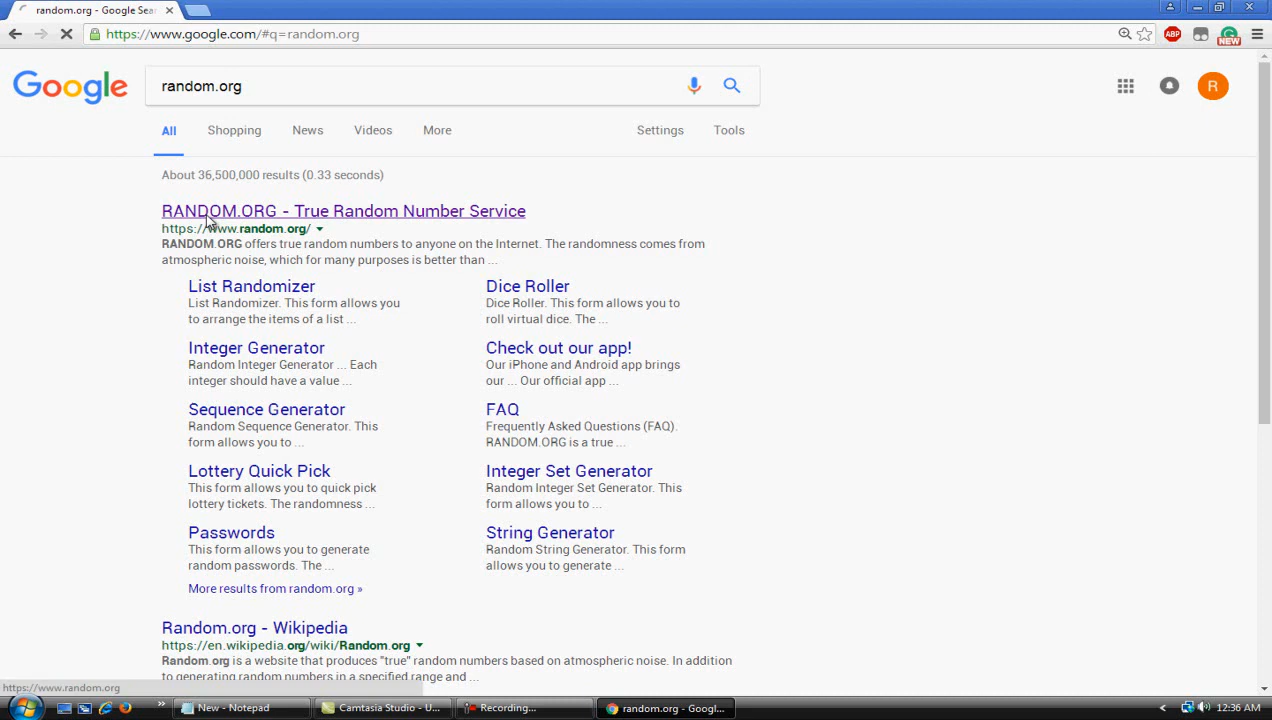 random.org - Google Sear
https://www.google.com/#q=random.org
ABP
NEW
Google
random.org
R
All Shopping News Videos More Settings Tools
About 36,500,000 results (0.33 seconds)
RANDOM.ORG - True Random Number Service
https://www.random.org/
RANDOM.ORG offers true random numbers to anyone on the Internet. The randomness comes from
atmospheric noise, which for many purposes is better than ...
List Randomizer
List Randomizer. This form allows you
to arrange the items of a list ...
Dice Roller
Dice Roller. This form allows you to
roll virtual dice. The ...
Integer Generator
Random Integer Generator ... Each
integer should have a value ...
Check out our app!
Our iPhone and Android app brings
our ... Our official app ...
Sequence Generator
Random Sequence Generator. This
form allows you to ...
FAQ
Frequently Asked Questions (FAQ).
RANDOM.ORG is a true ...
Lottery Quick Pick
This form allows you to quick pick
lottery tickets. The randomness ...
Integer Set Generator
Random Integer Set Generator. This
form allows you to ...
Passwords
This form allows you to generate
random passwords. The ...
String Generator
Random String Generator. This form
allows you to generate ...
More results from random.org »
Random.org - Wikipedia
https://en.wikipedia.org/wiki/Random.org
Random.org is a website that produces "true" random numbers based on atmospheric noise. In addition
to generating random numbers in a specified range and ...
https://www.random.org
New - Notepad
Camtasia Studio - U...
Recording...
random.org - Googl...
12:36 AM